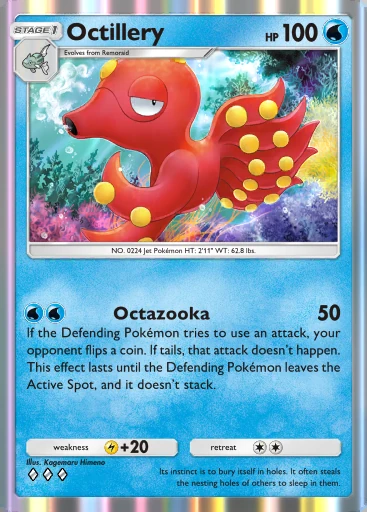 STAGE 1
Octillery
HP 100
Evolves from Remoraid
NO. 0224 Jet Pokémon HT: 2'11" WT: 62.8 lbs.
Octazooka 50
If the Defending Pokémon tries to use an attack, your
opponent flips a coin. If tails, that attack doesn't happen.
This effect lasts until the Defending Pokémon leaves the
Active Spot, and it doesn't stack.
weakness +20 retreat
Illus. Kagemaru Himeno
Its instinct is to bury itself in holes. It often steals
the nesting holes of others to sleep in them.